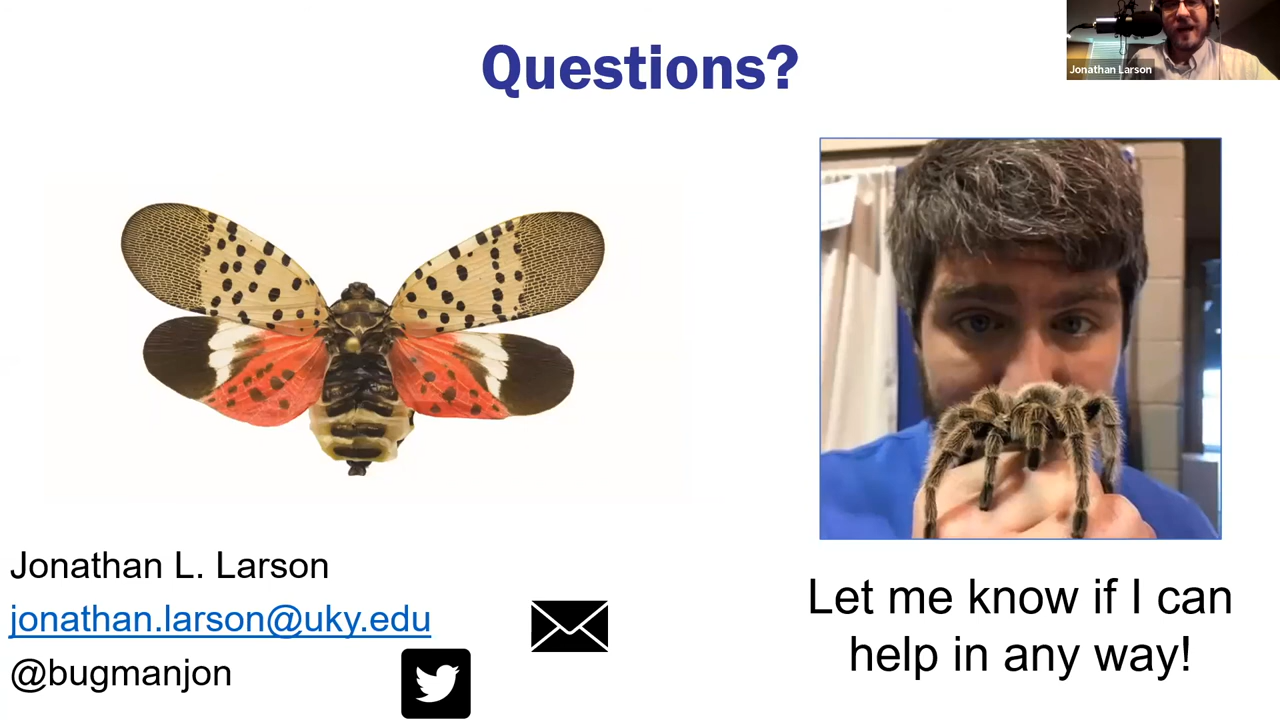 Questions?
Jonathan Larson
Jonathan L. Larson
jonathan.larson@uky.edu
@bugmanjon
Let me know if I can
help in any way!